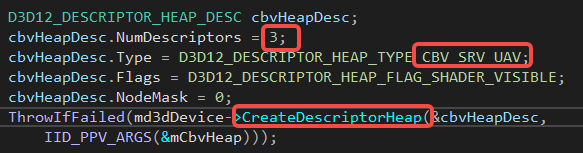 D3D12_DESCRIPTOR_HEAP_DESC cbvHeapDesc;
cbvHeapDesc.NumDescriptors = 3;
cbvHeapDesc.Type = D3D12_DESCRIPTOR_HEAP_TYPE_CBV_SRV_UAV;
cbvHeapDesc.Flags = D3D12_DESCRIPTOR_HEAP_FLAG_SHADER_VISIBLE;
cbvHeapDesc.NodeMask = 0;
ThrowIfFailed(md3dDevice->CreateDescriptorHeap(&cbvHeapDesc,
IID_PPV_ARGS(&mCbvHeap)));